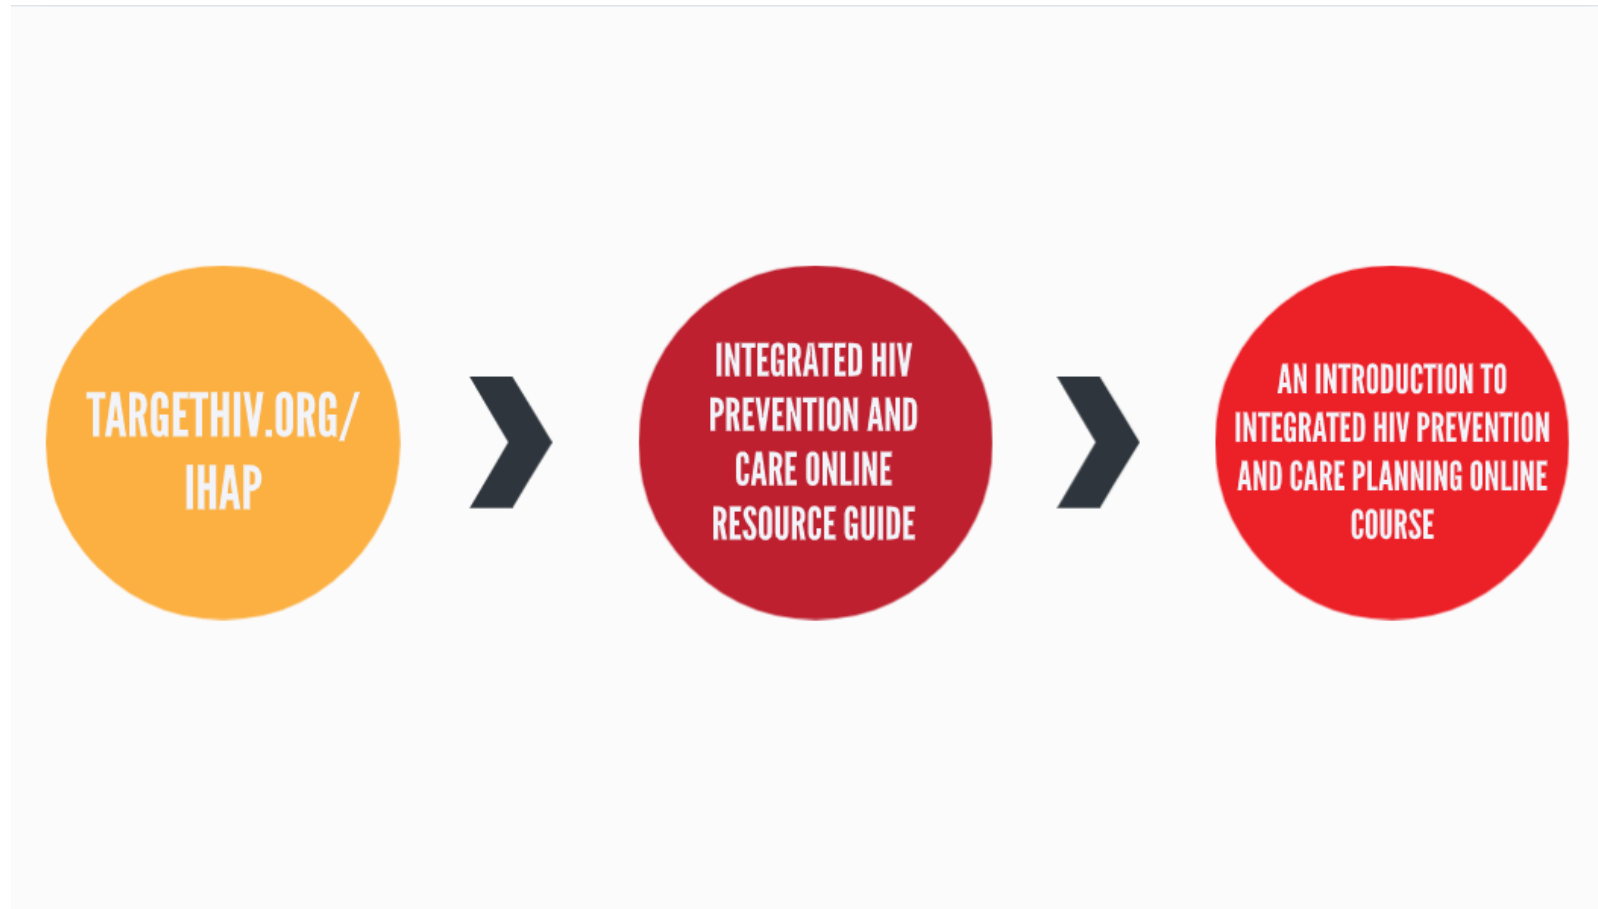 TARGETHIV.ORG/
IHAP
INTEGRATED HIV
PREVENTION AND
CARE ONLINE
RESOURCE GUIDE
AN INTRODUCTION TO
INTEGRATED HIV PREVENTION
AND CARE PLANNING ONLINE
COURSE